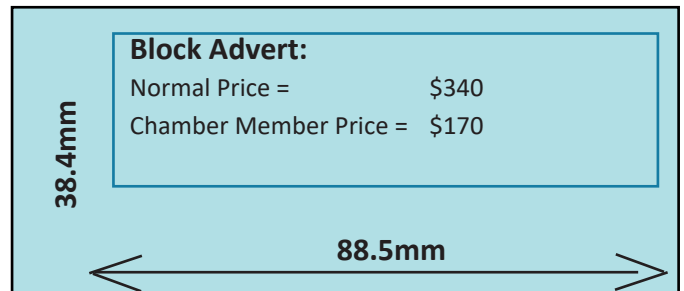 Block Advert:
Normal Price = $340
Chamber Member Price = $170
38.4mm
88.5mm